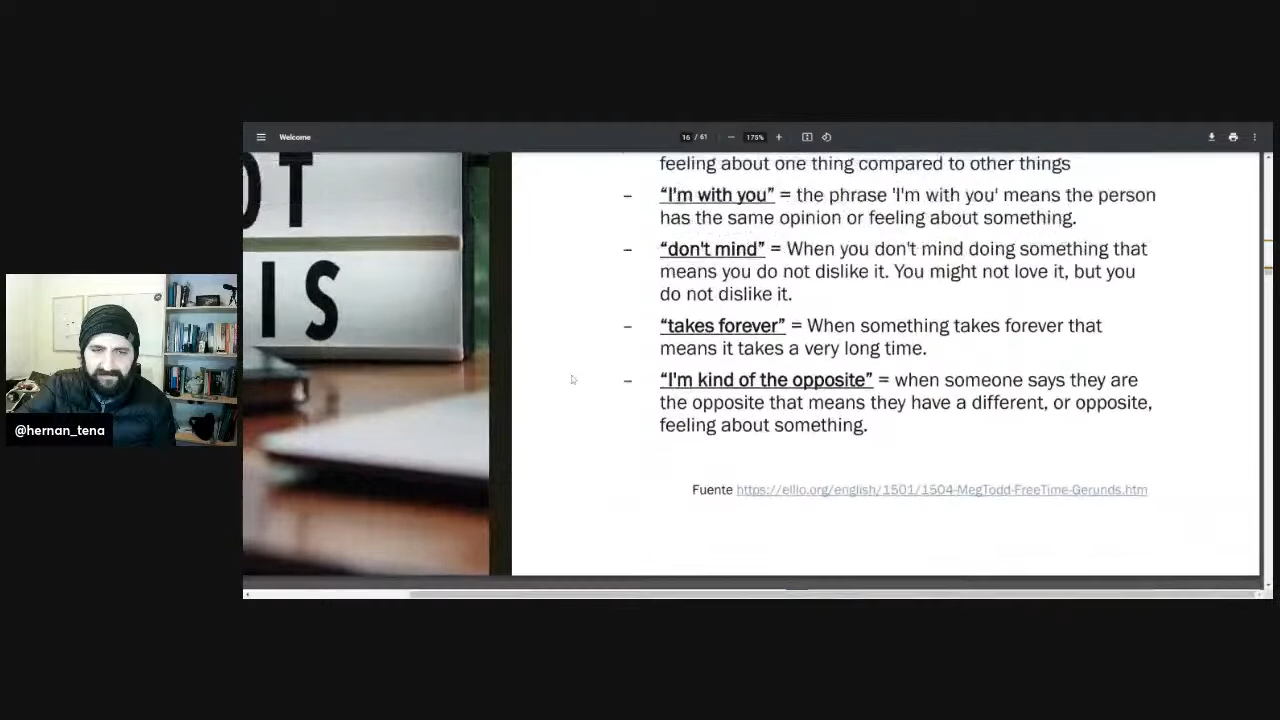 Welcome
16 / 61
175%
OT
IS
feeling about one thing compared to other things
– “I'm with you” = the phrase 'I'm with you' means the person
has the same opinion or feeling about something.
– “don't mind” = When you don't mind doing something that
means you do not dislike it. You might not love it, but you
do not dislike it.
– “takes forever” = When something takes forever that
means it takes a very long time.
– “I'm kind of the opposite” = when someone says they are
the opposite that means they have a different, or opposite,
feeling about something.
Fuente https://elllo.org/english/1501/1504-MegTodd-FreeTime-Gerunds.htm
@hernan_tena